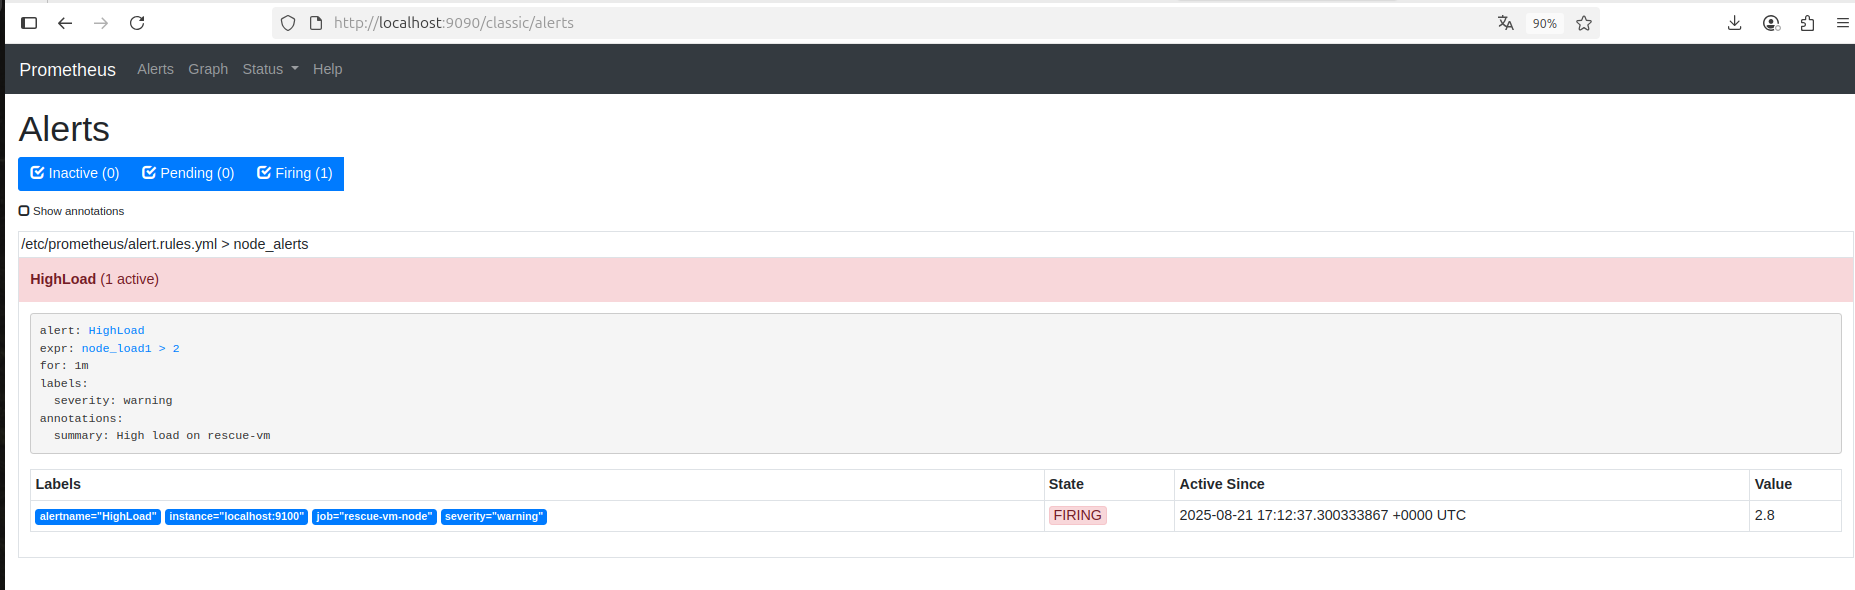 http://localhost:9090/classic/alerts 90%
Prometheus Alerts Graph Status Help
Alerts
Inactive (0) Pending (0) Firing (1)
Show annotations
/etc/prometheus/alert.rules.yml > node_alerts
HighLoad (1 active)
alert: HighLoad
expr: node_load1 > 2
for: 1m
labels:
  severity: warning
annotations:
  summary: High load on rescue-vm
Labels State Active Since Value
alertname="HighLoad" instance="localhost:9100" job="rescue-vm-node" severity="warning" FIRING 2025-08-21 17:12:37.300333867 +0000 UTC 2.8